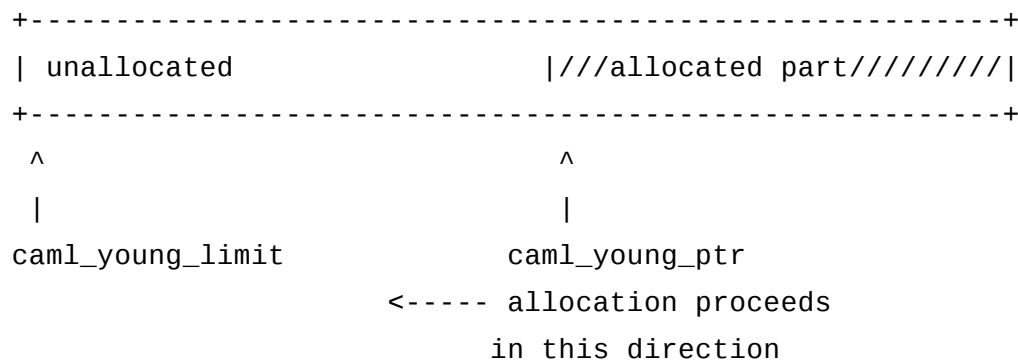 +---------------------------------------------------------+
| unallocated                  |///allocated part/////////|
+---------------------------------------------------------+
 ^                              ^
 |                              |
caml_young_limit             caml_young_ptr
                      <----- allocation proceeds
                            in this direction